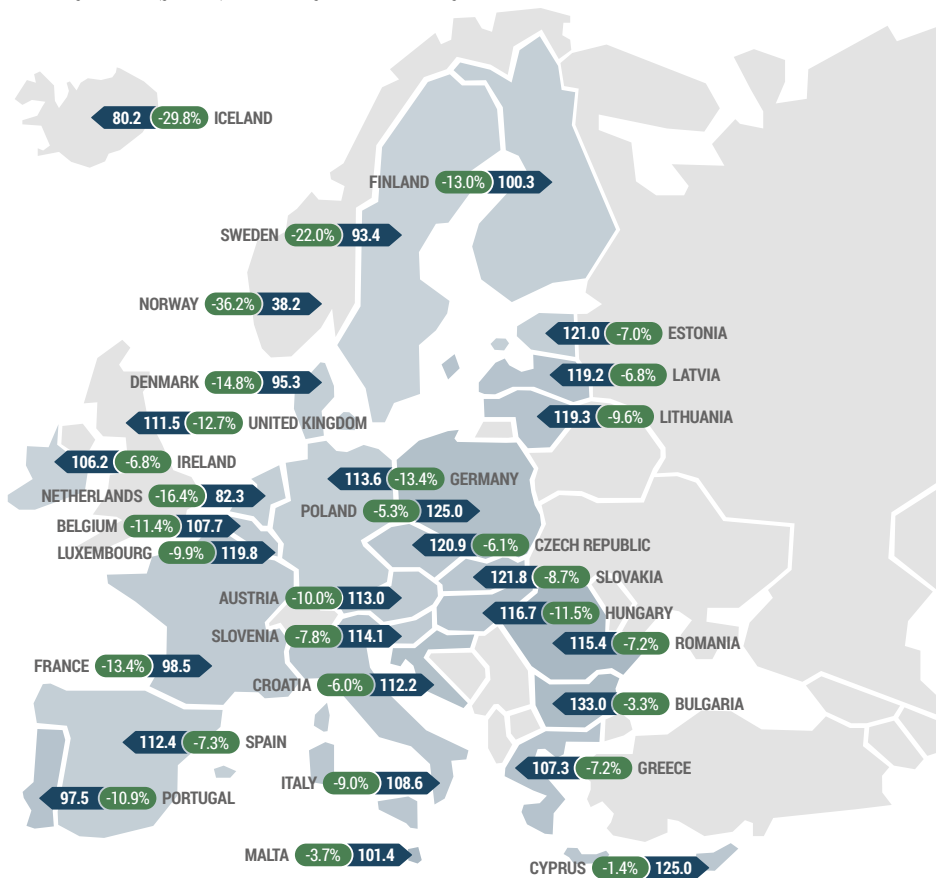 80.2 -29.8% ICELAND
FINLAND -13.0% 100.3
SWEDEN -22.0% 93.4
NORWAY -36.2% 38.2
121.0 -7.0% ESTONIA
119.2 -6.8% LATVIA
DENMARK -14.8% 95.3
119.3 -9.6% LITHUANIA
111.5 -12.7% UNITED KINGDOM
106.2 -6.8% IRELAND
113.6 -13.4% GERMANY
NETHERLANDS -16.4% 82.3
POLAND -5.3% 125.0
BELGIUM -11.4% 107.7
120.9 -6.1% CZECH REPUBLIC
LUXEMBOURG -9.9% 119.8
121.8 -8.7% SLOVAKIA
AUSTRIA -10.0% 113.0
116.7 -11.5% HUNGARY
SLOVENIA -7.8% 114.1
115.4 -7.2% ROMANIA
FRANCE -13.4% 98.5
CROATIA -6.0% 112.2
133.0 -3.3% BULGARIA
112.4 -7.3% SPAIN
107.3 -7.2% GREECE
ITALY -9.0% 108.6
97.5 -10.9% PORTUGAL
MALTA -3.7% 101.4
CYPRUS -1.4% 125.0